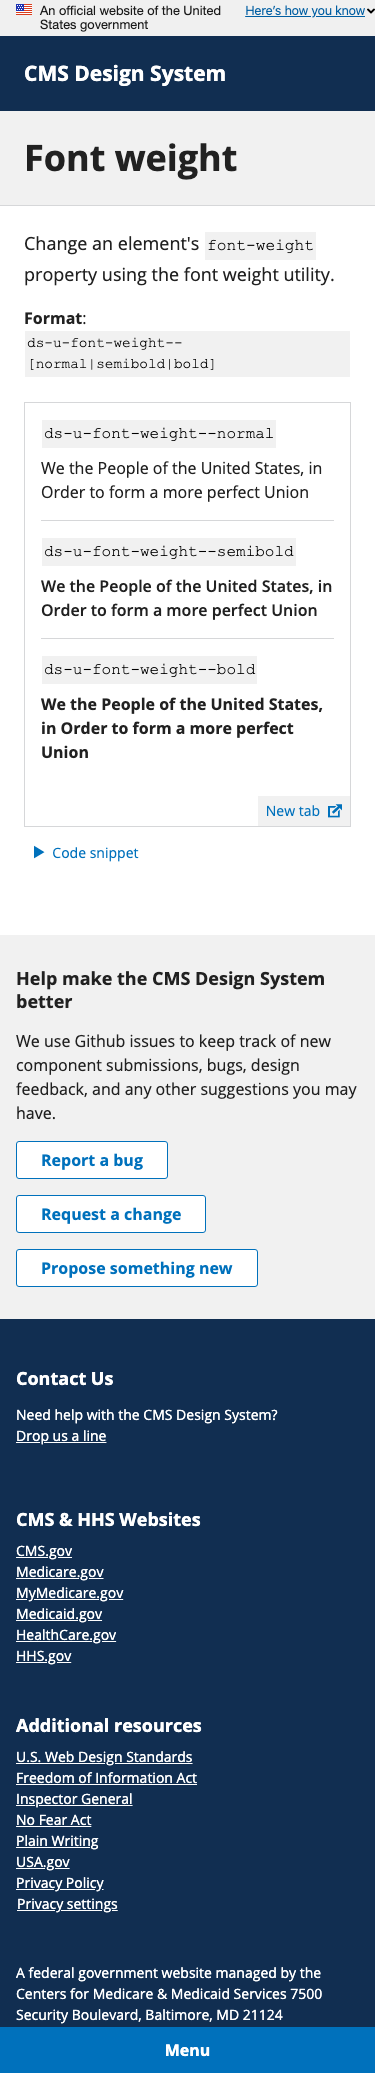 An official website of the United States government
Here's how you know
CMS Design System
Font weight
Change an element's font-weight
property using the font weight utility.
Format:
ds-u-font-weight--
[normal|semibold|bold]
ds-u-font-weight--normal
We the People of the United States, in
Order to form a more perfect Union
ds-u-font-weight--semibold
We the People of the United States, in
Order to form a more perfect Union
ds-u-font-weight--bold
We the People of the United States,
in Order to form a more perfect
Union
New tab
Code snippet
Help make the CMS Design System
better
We use Github issues to keep track of new
component submissions, bugs, design
feedback, and any other suggestions you may
have.
Report a bug
Request a change
Propose something new
Contact Us
Need help with the CMS Design System?
Drop us a line
CMS & HHS Websites
CMS.gov
Medicare.gov
MyMedicare.gov
Medicaid.gov
HealthCare.gov
HHS.gov
Additional resources
U.S. Web Design Standards
Freedom of Information Act
Inspector General
No Fear Act
Plain Writing
USA.gov
Privacy Policy
Privacy settings
A federal government website managed by the
Centers for Medicare & Medicaid Services 7500
Security Boulevard, Baltimore, MD 21124
Menu